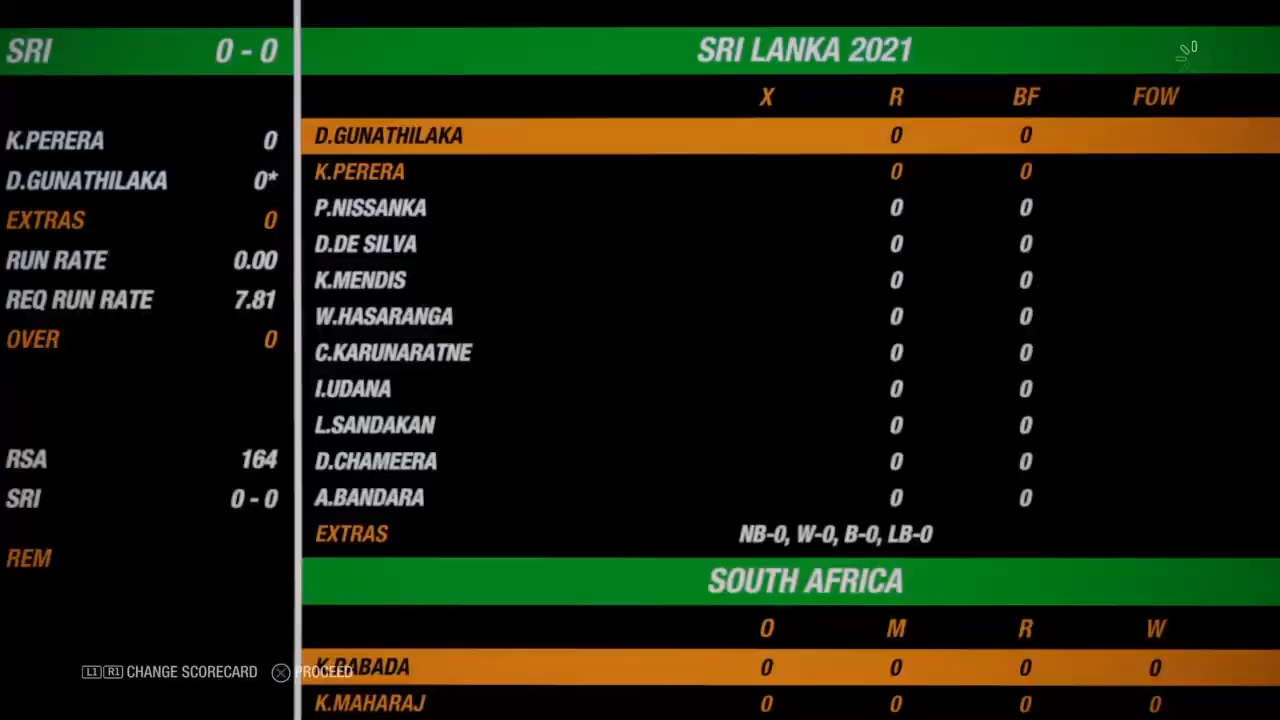 SRI 0 - 0
K.PERERA 0
D.GUNATHILAKA 0*
EXTRAS 0
RUN RATE 0.00
REQ RUN RATE 7.81
OVER 0
RSA 164
SRI 0 - 0
REM
L1 R1 CHANGE SCORECARD PROCEED
SRI LANKA 2021
0
X R BF FOW
D.GUNATHILAKA 0 0
K.PERERA 0 0
P.NISSANKA 0 0
D.DE SILVA 0 0
K.MENDIS 0 0
W.HASARANGA 0 0
C.KARUNARATNE 0 0
I.UDANA 0 0
L.SANDAKAN 0 0
D.CHAMEERA 0 0
A.BANDARA 0 0
EXTRAS NB-0, W-0, B-0, LB-0
SOUTH AFRICA
O M R W
K.RABADA 0 0 0 0
K.MAHARAJ 0 0 0 0